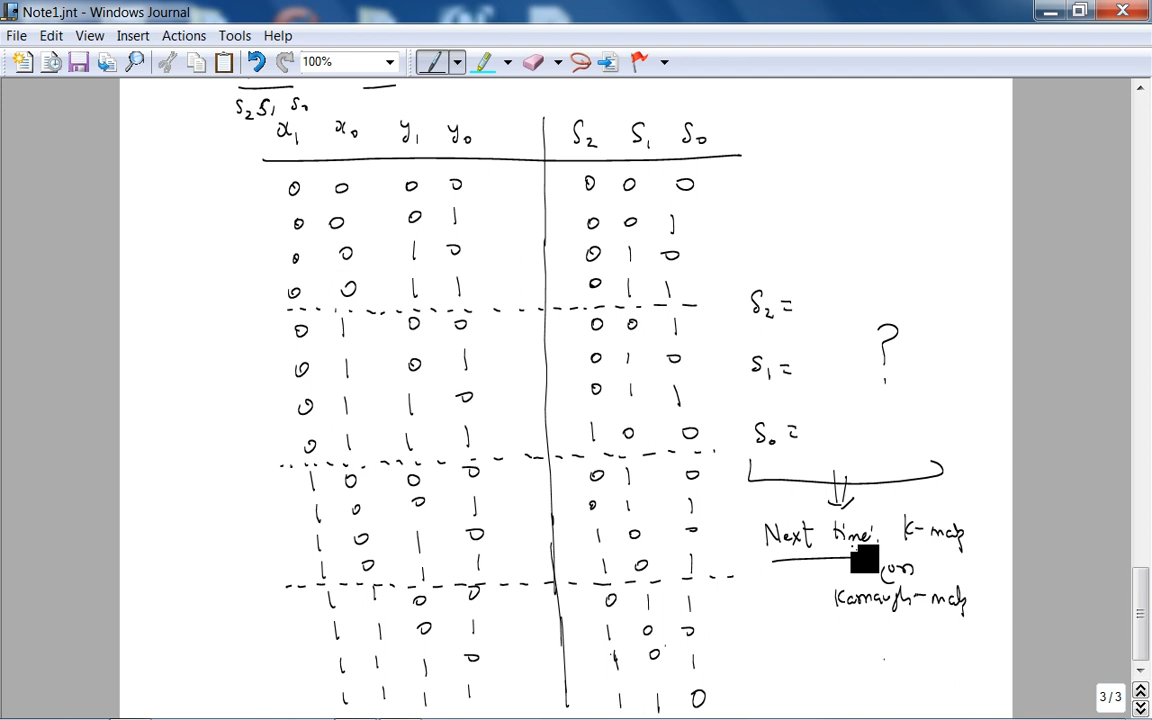 Note1.jnt - Windows Journal
File Edit View Insert Actions Tools Help
100%
S2 S1 S0
x1 x0 y1 y0 S2 S1 S0
0 0 0 0 0 0 0
0 0 0 1 0 0 1
0 0 1 0 0 1 0
0 0 1 1 0 1 1
0 1 0 0 0 0 1
0 1 0 1 0 1 0
0 1 1 0 0 1 1
0 1 1 1 1 0 0
1 0 0 0 0 1 0
1 0 0 1 0 1 1
1 0 1 0 1 0 0
1 0 1 1 1 0 1
1 1 0 0 0 1 1
1 1 0 1 1 0 0
1 1 1 0 1 0 1
1 1 1 1 1 1 0
S2 =
S1 = ?
S0 =
Next time: K-map
(or)
Karnaugh-map
3/3